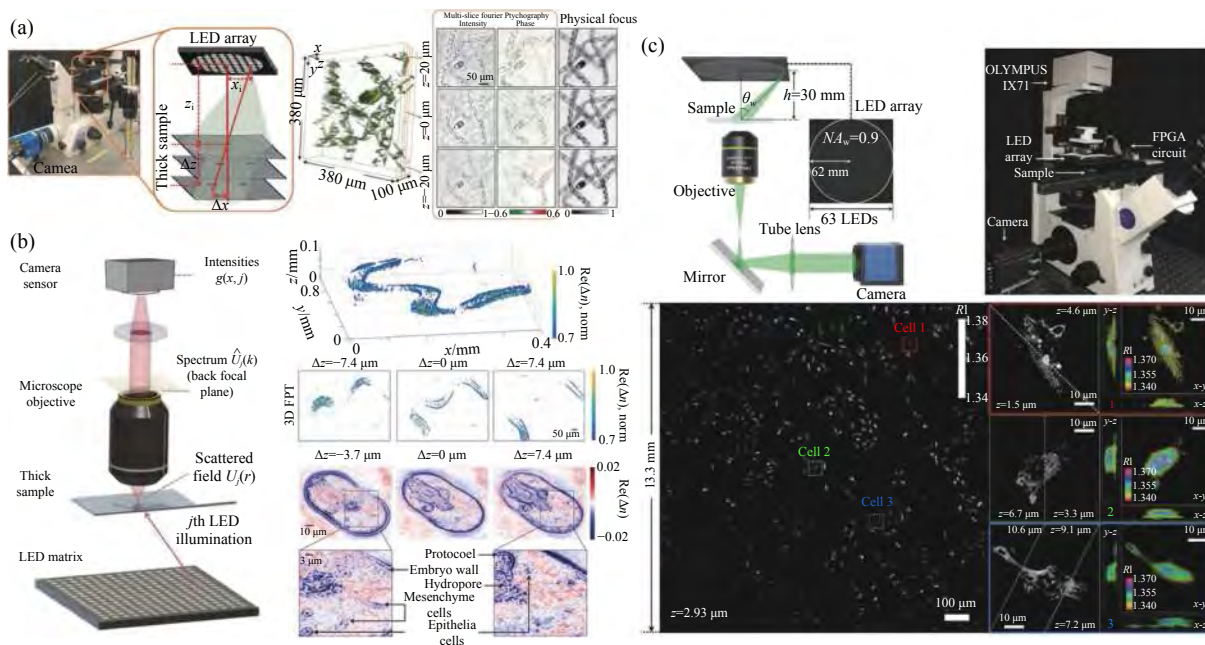 (a)
LED array
x_i
z_i
Thick sample
Δz
Δx
Camea
x
y
z
380 μm
380 μm
100 μm
Multi-slice fourier Ptychography
Intensity
Phase
Physical focus
z=20 μm
50 μm
z=0 μm
z=−20 μm
0
1
−0.6
0.6
0
1
(b)
Camera
sensor
Intensities
g(x, j)
Spectrum Û_j(k)
(back focal
plane)
Microscope
objective
Scattered
field U_j(r)
Thick
sample
jth LED
illumination
LED matrix
0.1
z/mm
0
0.8
y/mm
0
0
x/mm
0.4
1.0
Re(Δn), norm
0.7
Δz=−7.4 μm
Δz=0 μm
Δz=7.4 μm
3D FPT
50 μm
1.0
Re(Δn), norm
0.7
Δz=−3.7 μm
Δz=0 μm
Δz=7.4 μm
10 μm
0.02
Re(Δn)
−0.02
3 μm
Protocoel
Embryo wall
Hydropore
Mesenchyme
cells
Epithelia
cells
(c)
Sample
θ_w
h=30 mm
LED array
NA_w=0.9
62 mm
63 LEDs
Objective
Tube lens
Mirror
Camera
OLYMPUS
IX71
LED
array
Sample
FPGA
circuit
Camera
13.3 mm
Cell 1
Cell 2
Cell 3
RI
1.38
1.36
1.34
z=2.93 μm
100 μm
z=4.6 μm
z=1.5 μm
10 μm
y-z
10 μm
RI
1.370
1.355
1.340
x-y
1
x-z
10 μm
z=6.7 μm
z=3.3 μm
y-z
10 μm
RI
1.370
1.355
1.340
x-y
2
x-z
10.6 μm
z=9.1 μm
10 μm
z=7.2 μm
y-z
10 μm
RI
1.370
1.355
1.340
x-y
3
x-z